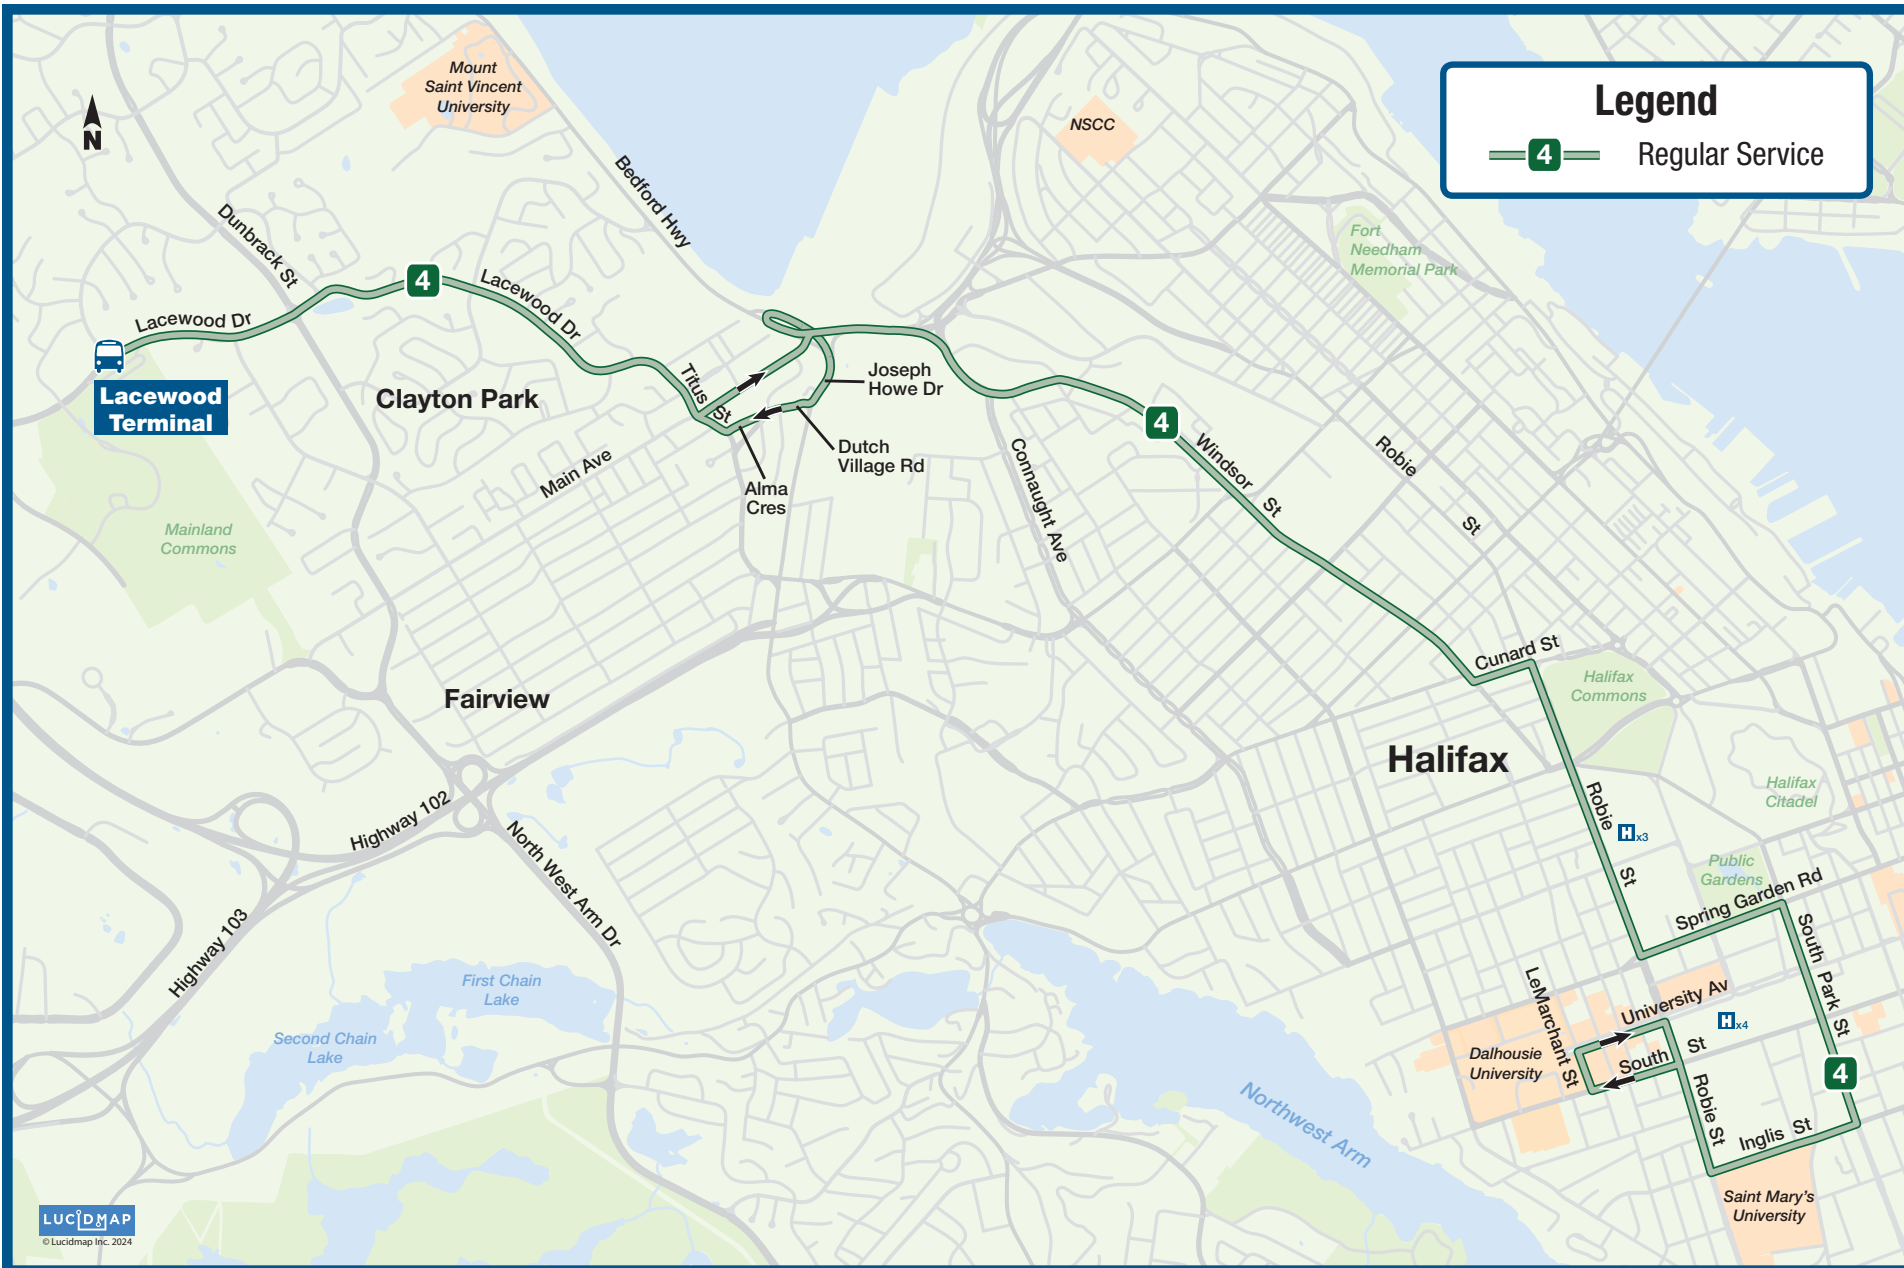 Legend
4 Regular Service
Mount
Saint Vincent
University
NSCC
N
Bedford Hwy
Dunbrack St
Fort
Needham
Memorial Park
4
Lacewood Dr
Lacewood Dr
Lacewood
Terminal
Clayton Park
Titus St
Joseph
Howe Dr
Dutch
Village Rd
Alma
Cres
Main Ave
4
Windsor St
Robie St
Connaught Ave
Mainland
Commons
Cunard St
Halifax
Commons
Fairview
Halifax
Halifax
Citadel
Robie St
H x3
Public
Gardens
Spring Garden Rd
South Park St
Highway 102
North West Arm Dr
Highway 103
First Chain
Lake
Second Chain
Lake
LeMarchant St
University Av
H x4
Dalhousie
University
South St
4
Robie St
Inglis St
Northwest Arm
Saint Mary's
University
LUCIDMAP
© Lucidmap Inc. 2024